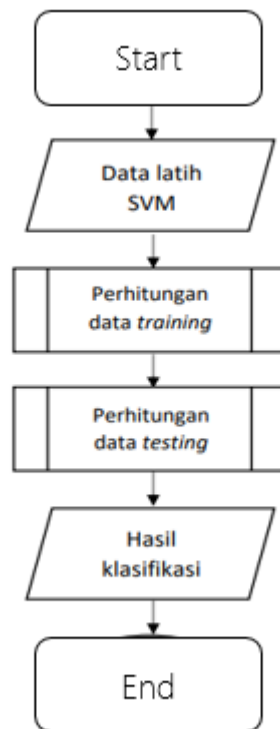 Start
Data latih
SVM
Perhitungan
data training
Perhitungan
data testing
Hasil
klasifikasi
End